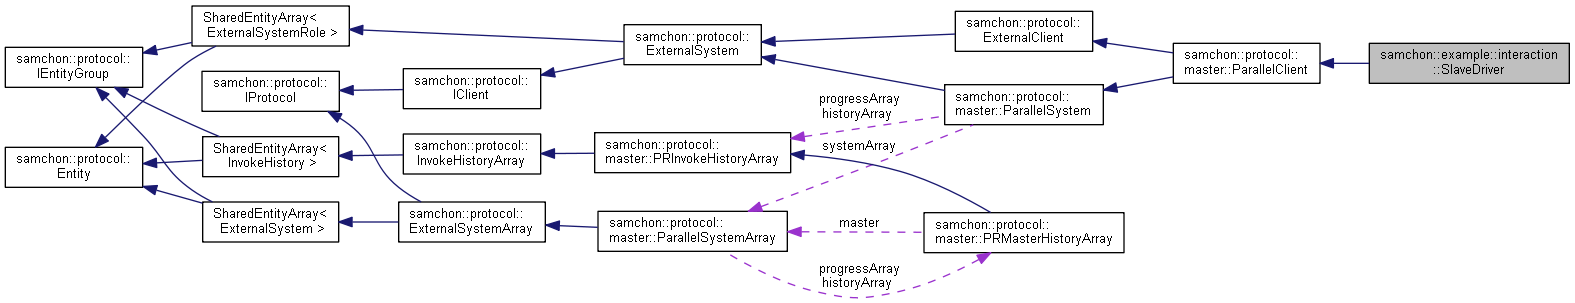 samchon::protocol::
IEntityGroup
samchon::protocol::
Entity
SharedEntityArray<
ExternalSystemRole >
samchon::protocol::
IProtocol
SharedEntityArray<
InvokeHistory >
SharedEntityArray<
ExternalSystem >
samchon::protocol::
IClient
samchon::protocol::
InvokeHistoryArray
samchon::protocol::
ExternalSystemArray
samchon::protocol::
ExternalSystem
samchon::protocol::
master::PRInvokeHistoryArray
samchon::protocol::
master::ParallelSystemArray
progressArray
historyArray
systemArray
master
progressArray
historyArray
samchon::protocol::
ExternalClient
samchon::protocol::
master::ParallelSystem
samchon::protocol::
master::PRMasterHistoryArray
samchon::protocol::
master::ParallelClient
samchon::example::interaction
::SlaveDriver